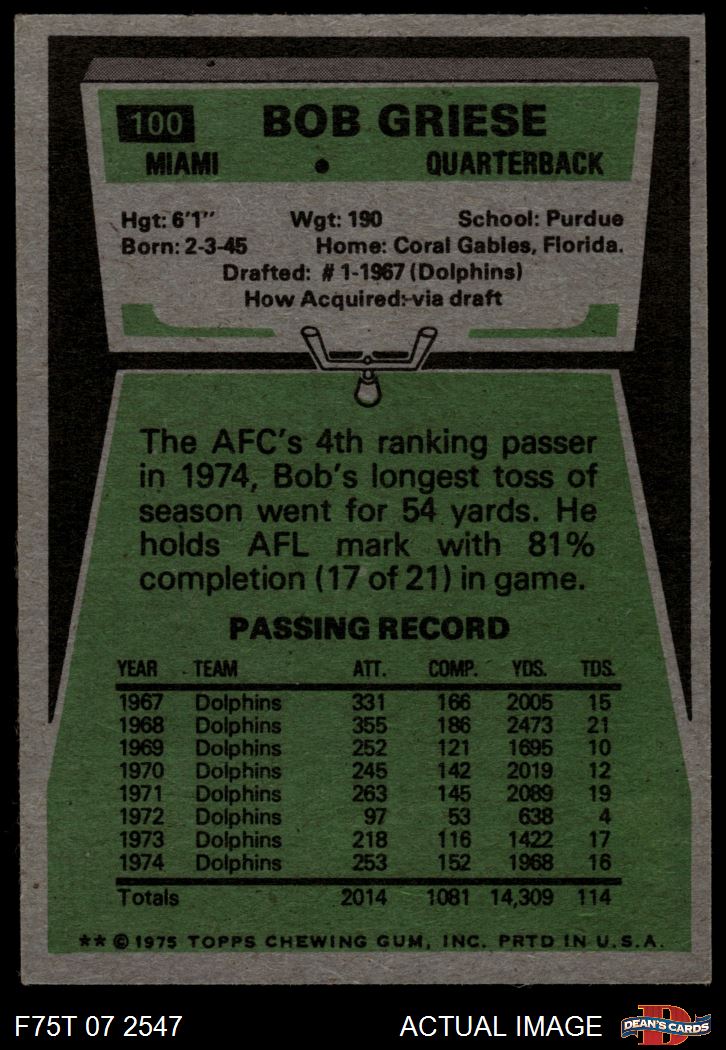 100 BOB GRIESE
MIAMI • QUARTERBACK
Hgt: 6'1" Wgt: 190 School: Purdue
Born: 2-3-45 Home: Coral Gables, Florida.
Drafted: #1-1967 (Dolphins)
How Acquired: via draft
The AFC's 4th ranking passer
in 1974, Bob's longest toss of
season went for 54 yards. He
holds AFL mark with 81%
completion (17 of 21) in game.
PASSING RECORD
YEAR TEAM ATT. COMP. YDS. TDS.
1967 Dolphins 331 166 2005 15
1968 Dolphins 355 186 2473 21
1969 Dolphins 252 121 1695 10
1970 Dolphins 245 142 2019 12
1971 Dolphins 263 145 2089 19
1972 Dolphins 97 53 638 4
1973 Dolphins 218 116 1422 17
1974 Dolphins 253 152 1968 16
Totals 2014 1081 14,309 114
** © 1975 TOPPS CHEWING GUM, INC. PRTD IN U.S.A.
F75T 07 2547 ACTUAL IMAGE D DEAN'S CARDS